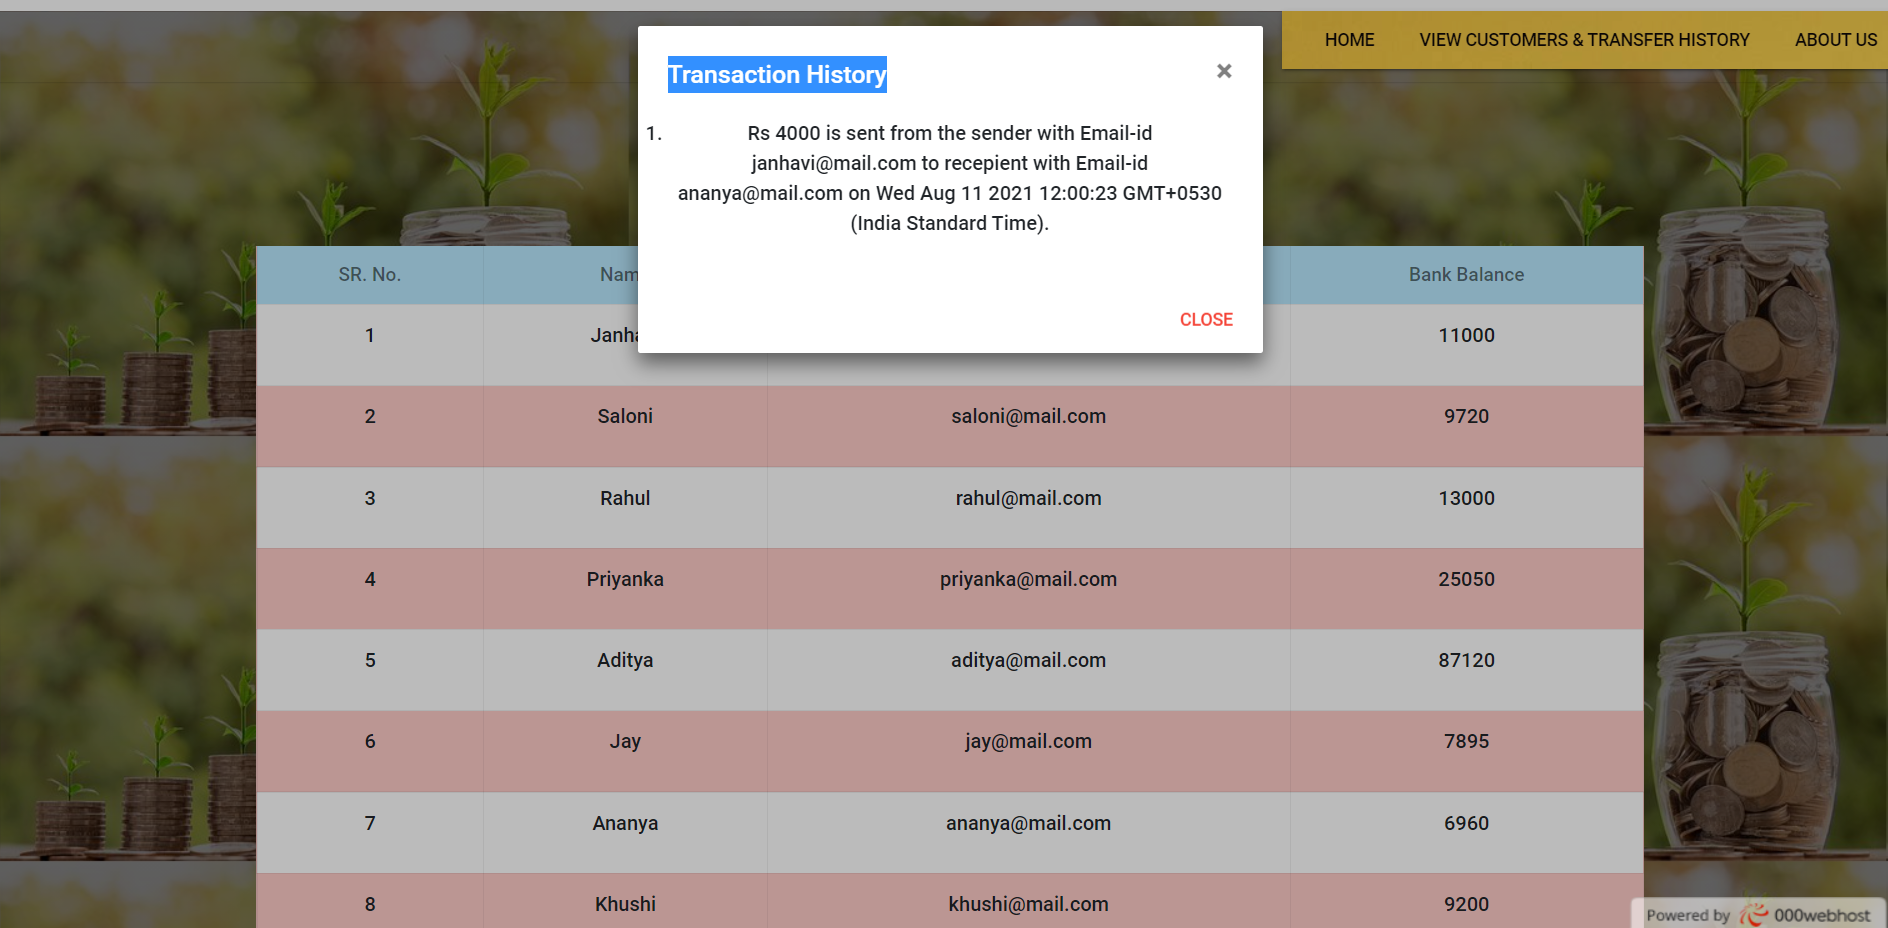 HOME VIEW CUSTOMERS & TRANSFER HISTORY ABOUT US
Transaction History ×
1. Rs 4000 is sent from the sender with Email-id
janhavi@mail.com to recepient with Email-id
ananya@mail.com on Wed Aug 11 2021 12:00:23 GMT+0530
(India Standard Time).
CLOSE
SR. No. Nam Bank Balance
1 Janha 11000
2 Saloni saloni@mail.com 9720
3 Rahul rahul@mail.com 13000
4 Priyanka priyanka@mail.com 25050
5 Aditya aditya@mail.com 87120
6 Jay jay@mail.com 7895
7 Ananya ananya@mail.com 6960
8 Khushi khushi@mail.com 9200
Powered by 000webhost